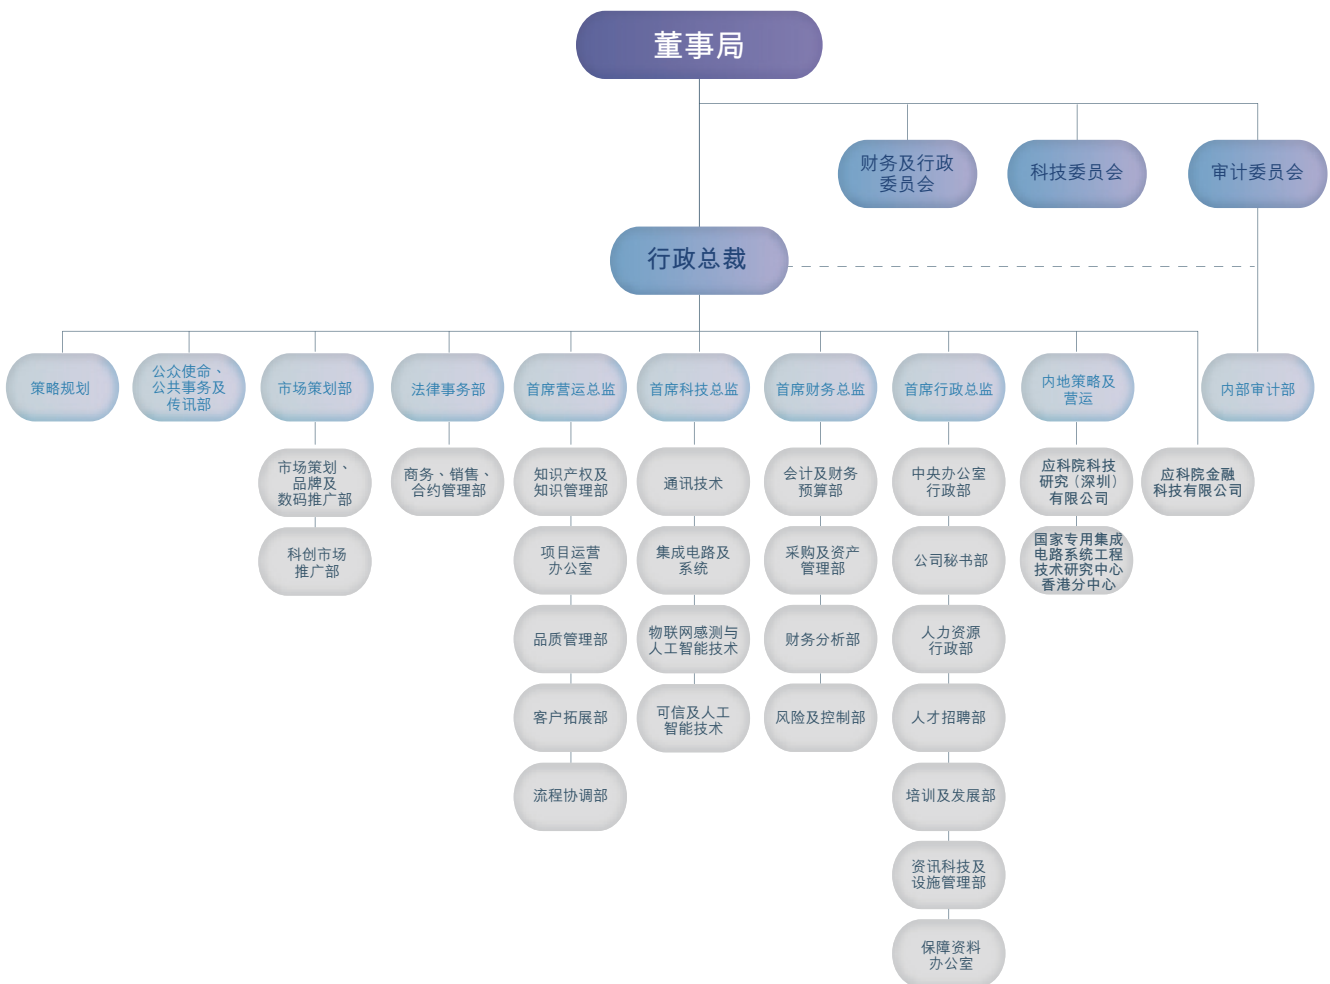 董事局
财务及行政
委员会
科技委员会
审计委员会
行政总裁
策略规划
公众使命、
公共事务及
传讯部
市场策划部
法律事务部
首席营运总监
首席科技总监
首席财务总监
首席行政总监
内地策略及
营运
内部审计部
市场策划、
品牌及
数码推广部
科创市场
推广部
商务、销售、
合约管理部
知识产权及
知识管理部
项目运营
办公室
品质管理部
客户拓展部
流程协调部
通讯技术
集成电路及
系统
物联网感测与
人工智能技术
可信及人工
智能技术
会计及财务
预算部
采购及资产
管理部
财务分析部
风险及控制部
中央办公室
行政部
公司秘书部
人力资源
行政部
人才招聘部
培训及发展部
资讯科技及
设施管理部
保障资料
办公室
应科院科技
研究（深圳）
有限公司
国家专用集成
电路系统工程
技术研究中心
香港分中心
应科院金融
科技有限公司